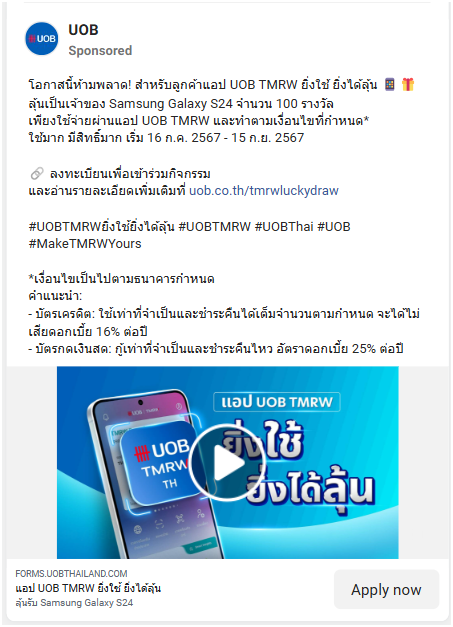 UOB
UOB
Sponsored
โอกาสนี้ห้ามพลาด! สำหรับลูกค้าแอป UOB TMRW ยิ่งใช้ ยิ่งได้ลุ้น
ลุ้นเป็นเจ้าของ Samsung Galaxy S24 จำนวน 100 รางวัล
เพียงใช้จ่ายผ่านแอป UOB TMRW และทำตามเงื่อนไขที่กำหนด*
ใช้มาก มีสิทธิ์มาก เริ่ม 16 ก.ค. 2567 - 15 ก.ย. 2567
ลงทะเบียนเพื่อเข้าร่วมกิจกรรม
และอ่านรายละเอียดเพิ่มเติมที่ uob.co.th/tmrwluckydraw
#UOBTMRWยิ่งใช้ยิ่งได้ลุ้น #UOBTMRW #UOBThai #UOB
#MakeTMRWYours
*เงื่อนไขเป็นไปตามธนาคารกำหนด
คำแนะนำ:
- บัตรเครดิต: ใช้เท่าที่จำเป็นและชำระคืนได้เต็มจำนวนตามกำหนด จะได้ไม่
เสียดอกเบี้ย 16% ต่อปี
- บัตรกดเงินสด: กู้เท่าที่จำเป็นและชำระคืนไหว อัตราดอกเบี้ย 25% ต่อปี
แอป UOB TMRW
ยิ่งใช้
ยิ่งได้ลุ้น
UOB
TMRW
TH
FORMS.UOBTHAILAND.COM
แอป UOB TMRW ยิ่งใช้ ยิ่งได้ลุ้น
ลุ้นรับ Samsung Galaxy S24
Apply now